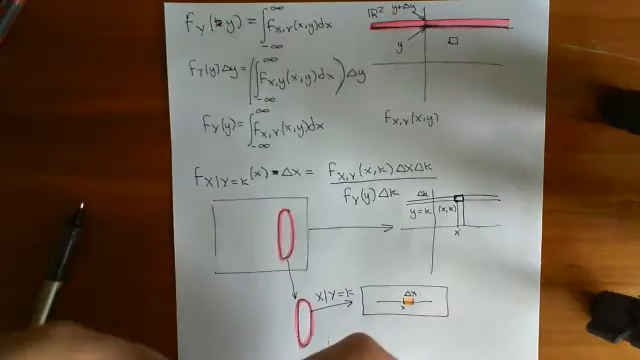 f_Y(y) = ∫_{-∞}^{∞} f_{X,Y}(x,y)dx
f_Y(y)Δy = (∫_{-∞}^{∞} f_{X,Y}(x,y)dx)Δy
f_Y(y) = ∫_{-∞}^{∞} f_{X,Y}(x,y)dx
ℝ² y+Δy
y
f_{X,Y}(x,y)
f_{X|Y=k}(x) Δx = f_{X,Y}(x,k)ΔxΔk / f_Y(y)Δk
Δk
y=k (x,k)
x
X|Y=k
Δx
x